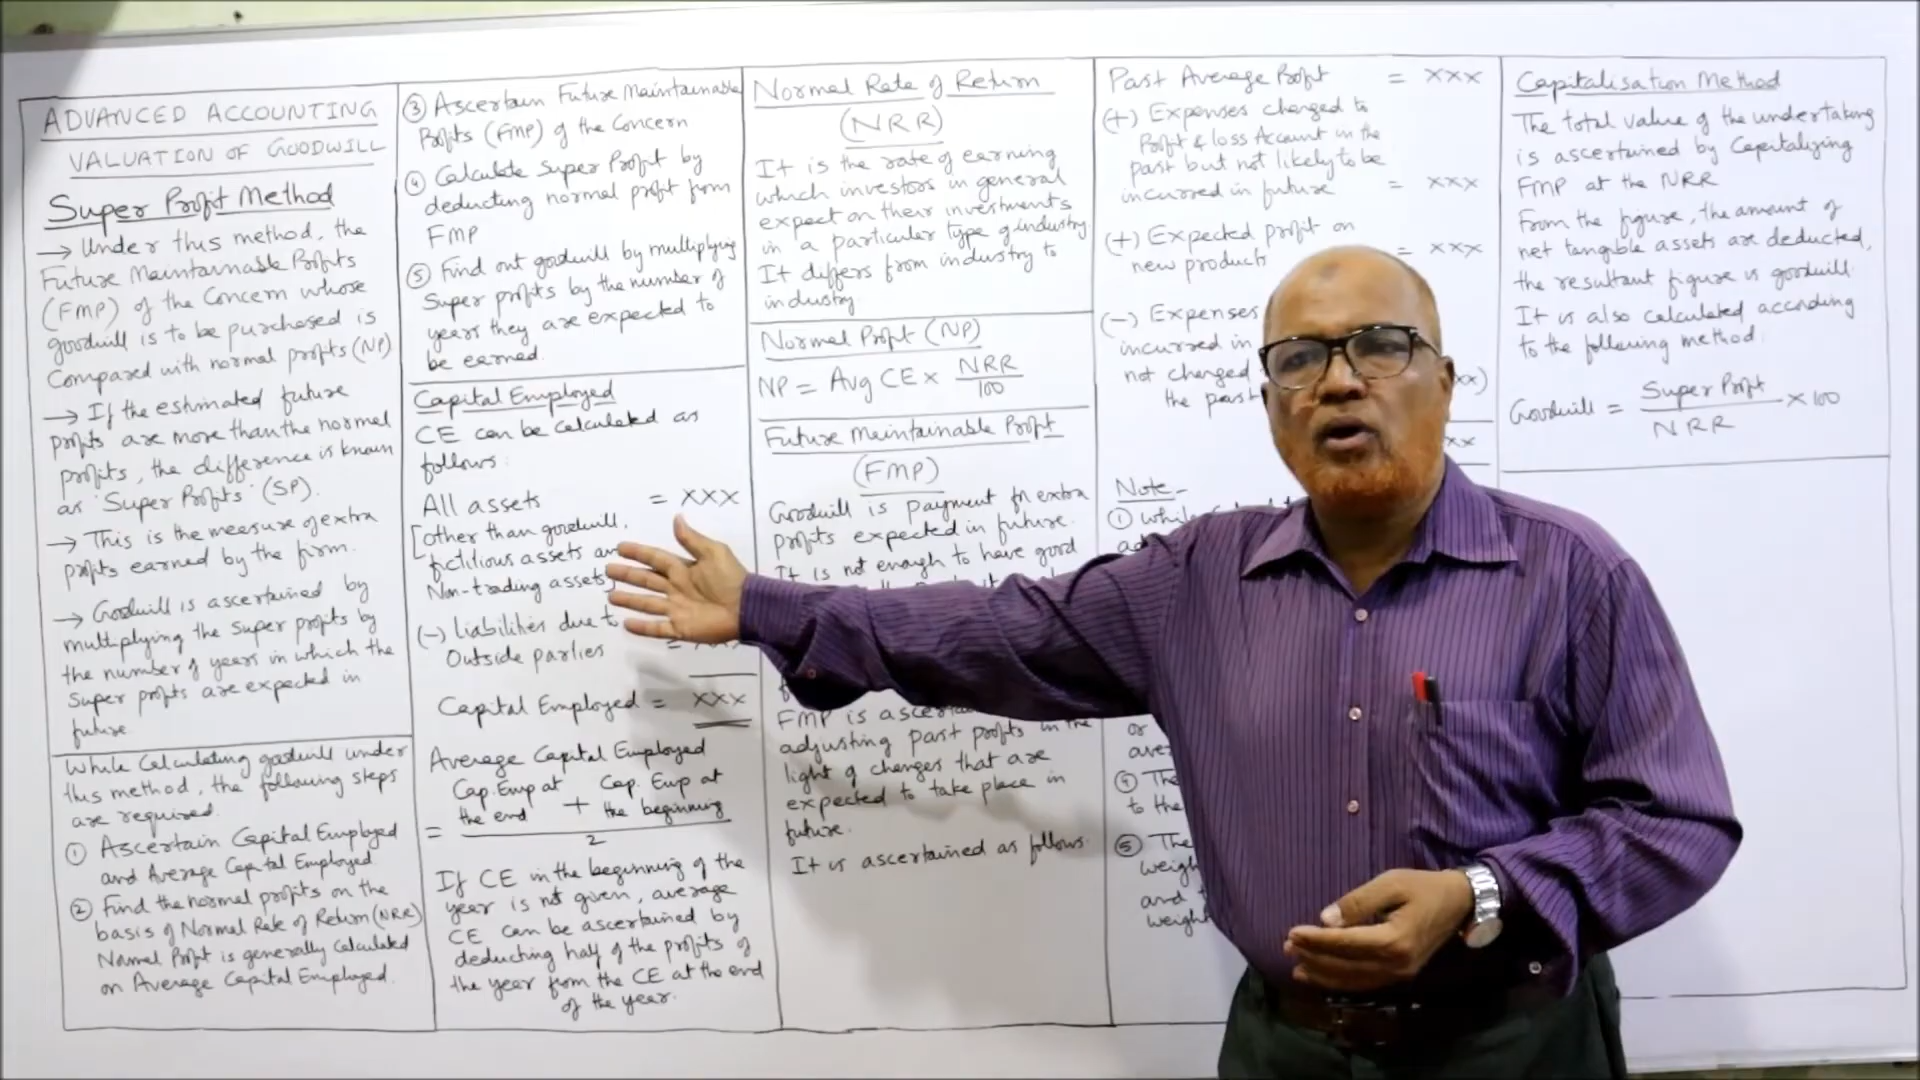 ADVANCED ACCOUNTING
VALUATION OF GOODWILL
Super Profit Method
→ Under this method, the
Future Maintainable Profits
(FMP) of the Concern whose
goodwill is to be purchased is
Compared with normal profits (NP)
→ If the estimated future
profits are more than the normal
profits, the difference is known
as 'Super Profits' (SP).
→ This is the measure of extra
profits earned by the firm.
→ Goodwill is ascertained by
multiplying the super profits by
the number of years in which the
super profits are expected in
future.
While Calculating goodwill under
this method, the following steps
are required.
① Ascertain Capital Employed
and Average Capital Employed
② Find the normal profits on the
basis of Normal Rate of Return (NRR)
Normal Profit is generally Calculated
on Average Capital Employed.
③ Ascertain Future Maintainable
Profits (FMP) of the Concern
④ Calculate Super Profit by
deducting normal profit from
FMP
⑤ Find out goodwill by multiplying
Super profits by the number of
years they are expected to
be earned.
Capital Employed
CE can be calculated as
follows:
All assets = XXX
[other than goodwill,
fictitious assets
Non-trading assets
(-) Liabilities due to
Outside parties =
Capital Employed = XXX
Average Capital Employed
= Cap. Emp at the end + Cap. Emp at the beginning
2
If CE in the beginning of the
year is not given, average
CE can be ascertained by
deducting half of the profits of
the year from the CE at the end
of the year.
Normal Rate of Return
(NRR)
It is the rate of earning
which investors in general
expect on their investments
in a particular type of industry.
It differs from industry to
industry.
Normal Profit (NP)
NP = Avg CE × NRR
100
Future Maintainable Profit
(FMP)
Goodwill is payment for extra
profits expected in future.
It is not enough to have good
FMP is
adjusting past profits in the
light of changes that are
expected to take place in
future.
It is ascertained as follows.
Past Average Profit = XXX
(+) Expenses charged to
Profit & loss Account in the
past but not likely to be
incurred in future = XXX
(+) Expected profit on
new product = XXX
(-) Expenses
incurred in
not charged
the past
Note -
①
or
④ The
to the
⑤ The
and
Capitalisation Method
The total value of the undertaking
is ascertained by Capitalizing
FMP at the NRR
From the figure, the amount of
net tangible assets are deducted,
the resultant figure is goodwill.
It is also calculated according
to the following method.
Goodwill = Super Profit × 100
NRR